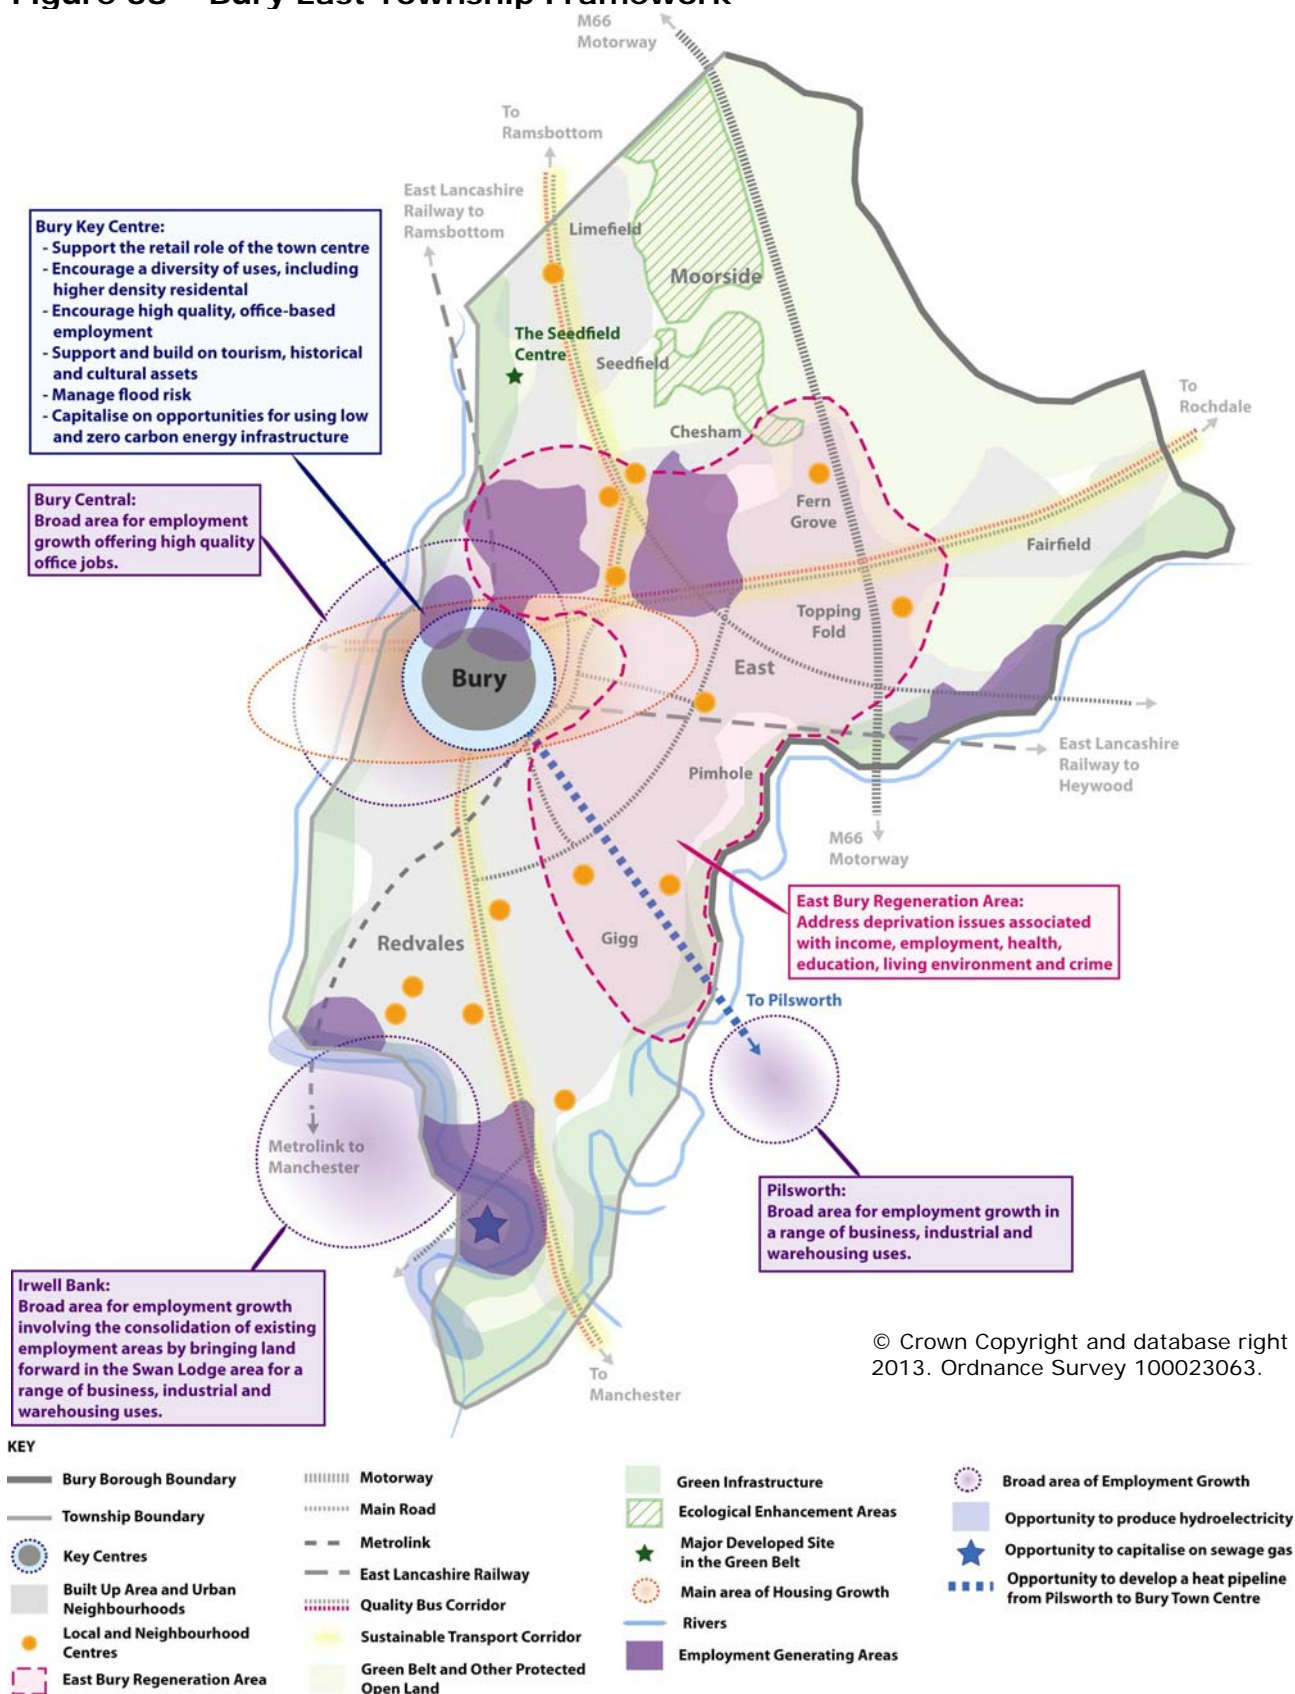 Bury East Township Framework
M66
Motorway
To
Ramsbottom
East Lancashire
Railway to
Ramsbottom
Limefield
Moorside
Bury Key Centre:
- Support the retail role of the town centre
- Encourage a diversity of uses, including
higher density residental
- Encourage high quality, office-based
employment
- Support and build on tourism, historical
and cultural assets
- Manage flood risk
- Capitalise on opportunities for using low
and zero carbon energy infrastructure
The Seedfield
Centre
Seedfield
To
Rochdale
Chesham
Bury Central:
Broad area for employment
growth offering high quality
office jobs.
Fern
Grove
Fairfield
Topping
Fold
East
Bury
East Lancashire
Railway to
Heywood
Pimhole
M66
Motorway
East Bury Regeneration Area:
Address deprivation issues associated
with income, employment, health,
education, living environment and crime
Redvales
Gigg
To Pilsworth
Metrolink to
Manchester
Pilsworth:
Broad area for employment growth in
a range of business, industrial and
warehousing uses.
Irwell Bank:
Broad area for employment growth
involving the consolidation of existing
employment areas by bringing land
forward in the Swan Lodge area for a
range of business, industrial and
warehousing uses.
To
Manchester
© Crown Copyright and database right
2013. Ordnance Survey 100023063.
KEY
Bury Borough Boundary
Township Boundary
Key Centres
Built Up Area and Urban
Neighbourhoods
Local and Neighbourhood
Centres
East Bury Regeneration Area
Motorway
Main Road
Metrolink
East Lancashire Railway
Quality Bus Corridor
Sustainable Transport Corridor
Green Belt and Other Protected
Open Land
Green Infrastructure
Ecological Enhancement Areas
Major Developed Site
in the Green Belt
Main area of Housing Growth
Rivers
Employment Generating Areas
Broad area of Employment Growth
Opportunity to produce hydroelectricity
Opportunity to capitalise on sewage gas
Opportunity to develop a heat pipeline
from Pilsworth to Bury Town Centre